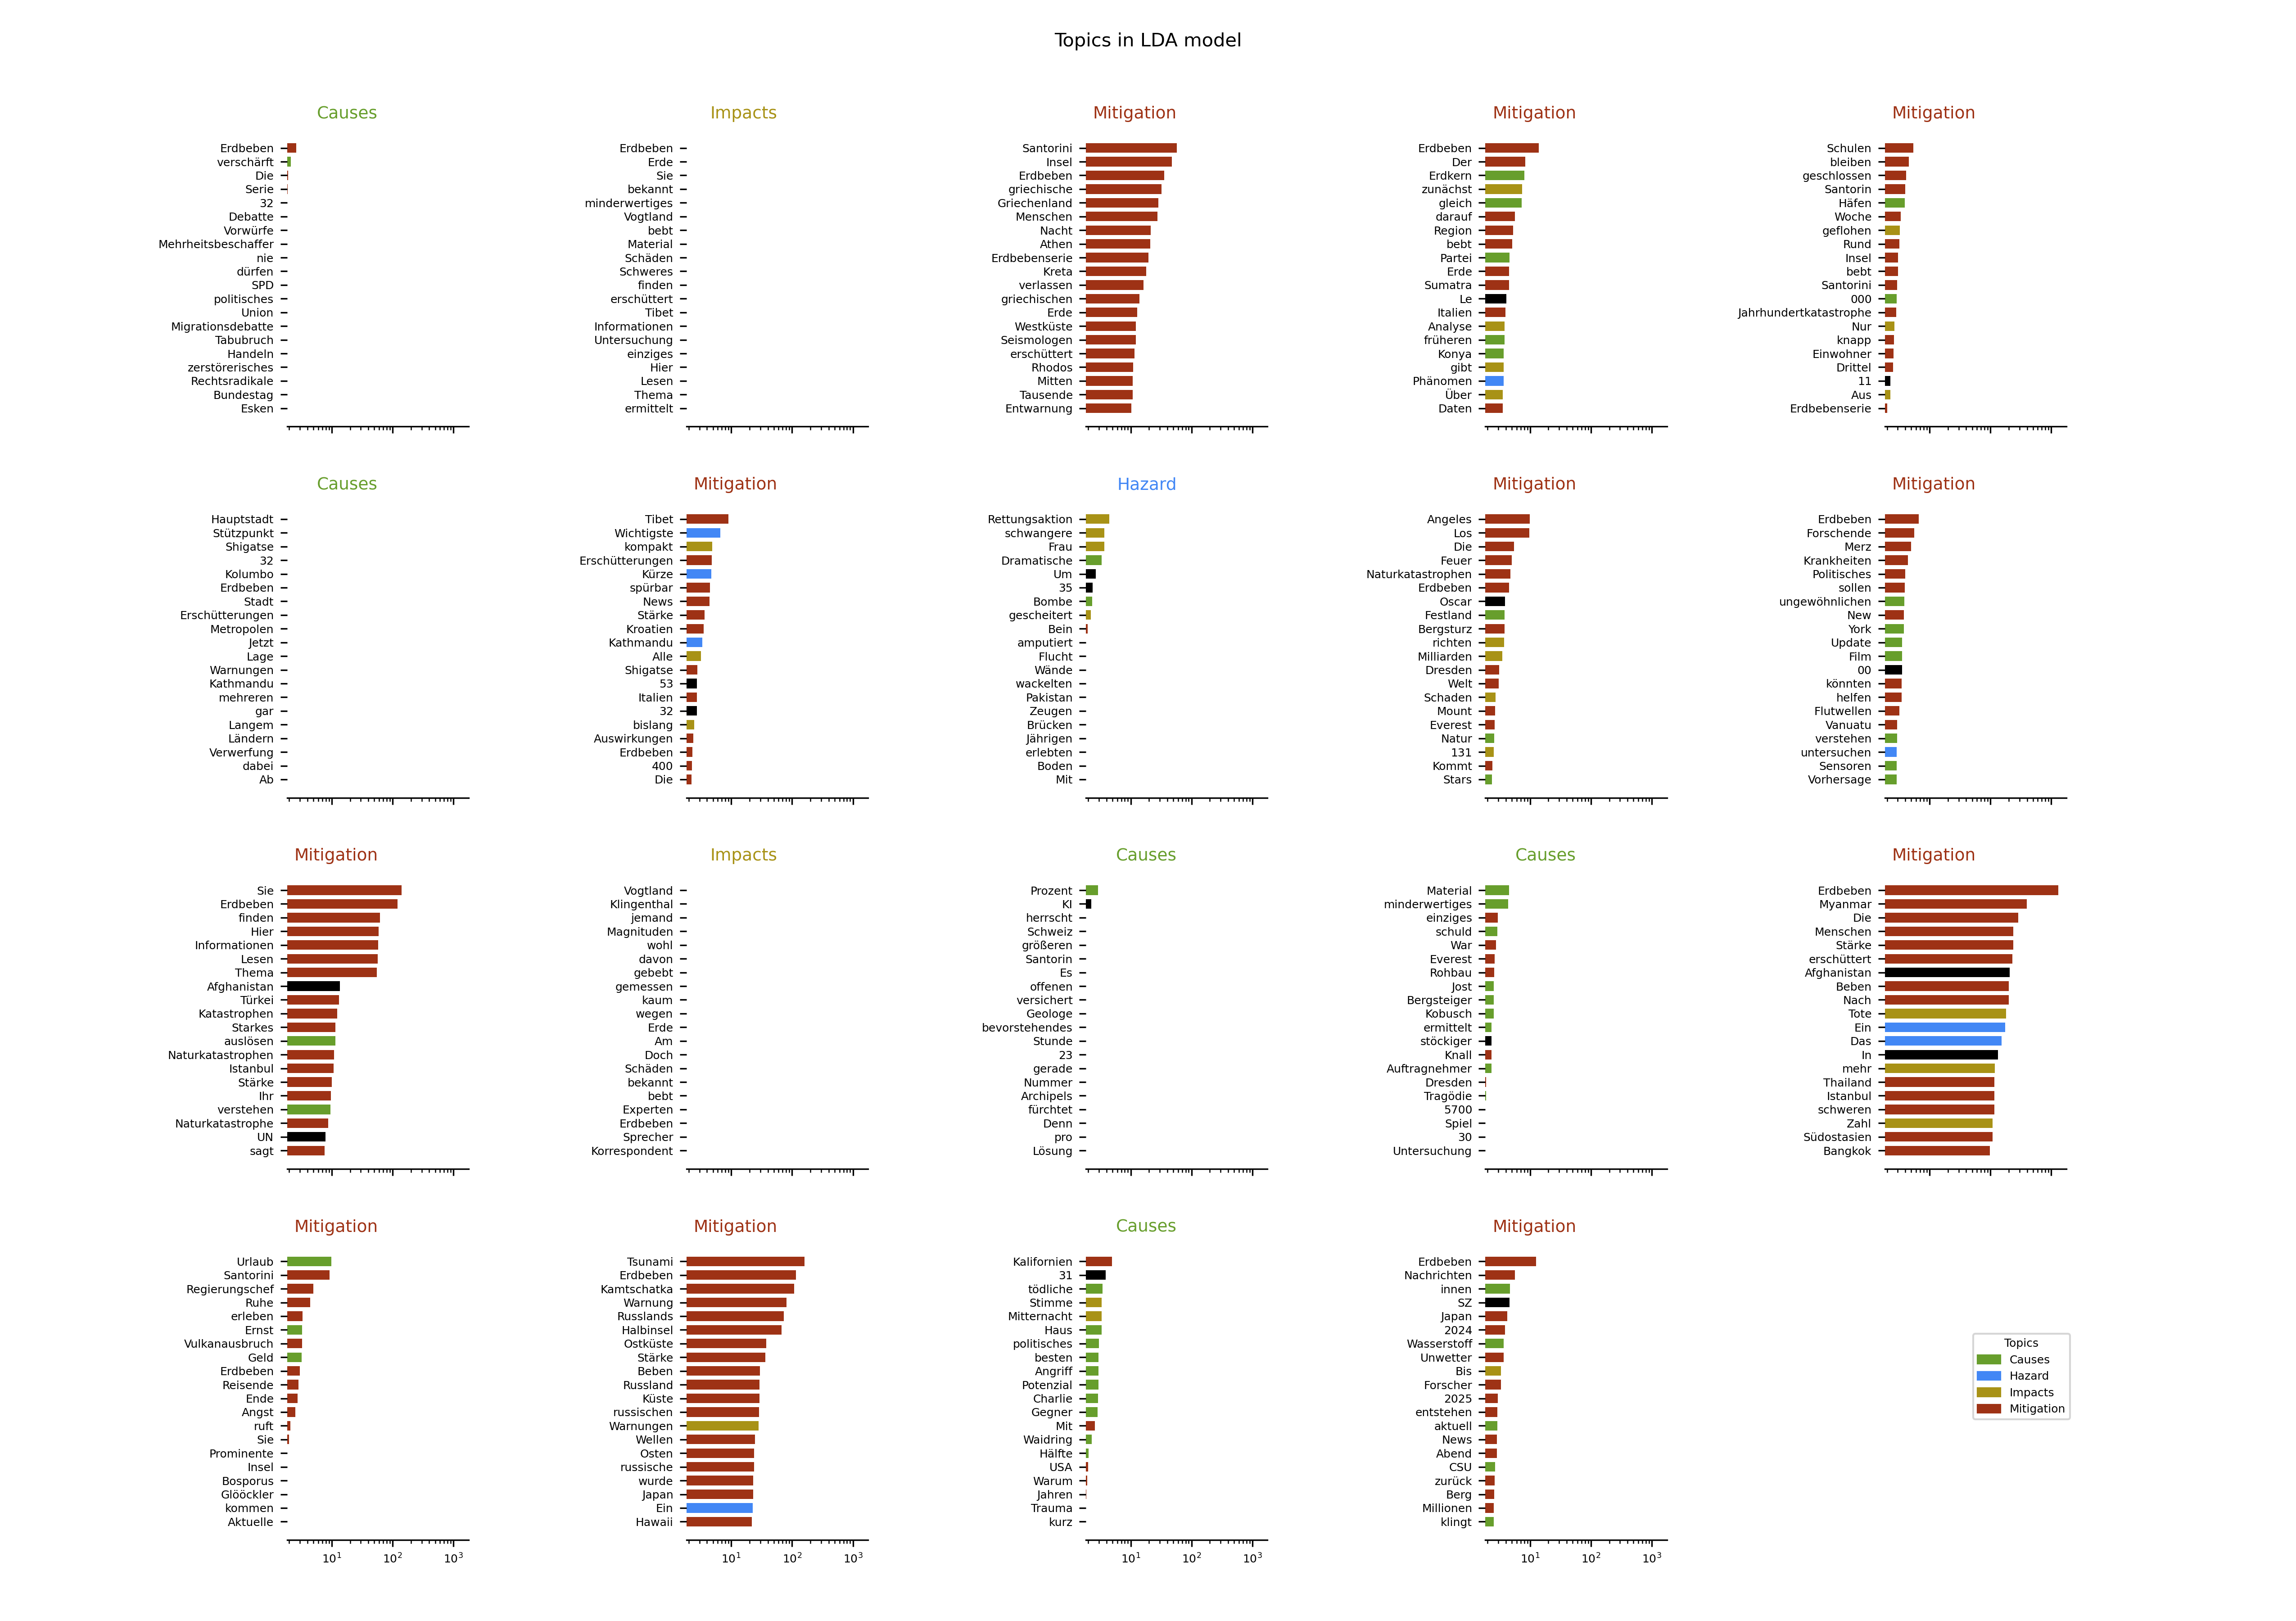 Topics in LDA model
Causes
Erdbeben
verschärft
Die
Serie
32
Debatte
Vorwürfe
Mehrheitsbeschaffer
nie
dürfen
SPD
politisches
Union
Migrationsdebatte
Tabubruch
Handeln
zerstörerisches
Rechtsradikale
Bundestag
Esken
Impacts
Erdbeben
Erde
Sie
bekannt
minderwertiges
Vogtland
bebt
Material
Schäden
Schweres
finden
erschüttert
Tibet
Informationen
Untersuchung
einziges
Hier
Lesen
Thema
ermittelt
Mitigation
Santorini
Insel
Erdbeben
griechische
Griechenland
Menschen
Nacht
Athen
Erdbebenserie
Kreta
verlassen
griechischen
Erde
Westküste
Seismologen
erschüttert
Rhodos
Mitten
Tausende
Entwarnung
Mitigation
Erdbeben
Der
Erdkern
zunächst
gleich
darauf
Region
bebt
Partei
Erde
Sumatra
Le
Italien
Analyse
früheren
Konya
gibt
Phänomen
Über
Daten
Mitigation
Schulen
bleiben
geschlossen
Santorin
Häfen
Woche
geflohen
Rund
Insel
bebt
Santorini
000
Jahrhundertkatastrophe
Nur
knapp
Einwohner
Drittel
11
Aus
Erdbebenserie
Causes
Hauptstadt
Stützpunkt
Shigatse
32
Kolumbo
Erdbeben
Stadt
Erschütterungen
Metropolen
Jetzt
Lage
Warnungen
Kathmandu
mehreren
gar
Langem
Ländern
Verwerfung
dabei
Ab
Mitigation
Tibet
Wichtigste
kompakt
Erschütterungen
Kürze
spürbar
News
Stärke
Kroatien
Kathmandu
Alle
Shigatse
53
Italien
32
bislang
Auswirkungen
Erdbeben
400
Die
Hazard
Rettungsaktion
schwangere
Frau
Dramatische
Um
35
Bombe
gescheitert
Bein
amputiert
Flucht
Wände
wackelten
Pakistan
Zeugen
Brücken
Jährigen
erlebten
Boden
Mit
Mitigation
Angeles
Los
Die
Feuer
Naturkatastrophen
Erdbeben
Oscar
Festland
Bergsturz
richten
Milliarden
Dresden
Welt
Schaden
Mount
Everest
Natur
131
Kommt
Stars
Mitigation
Erdbeben
Forschende
Merz
Krankheiten
Politisches
sollen
ungewöhnlichen
New
York
Update
Film
00
könnten
helfen
Flutwellen
Vanuatu
verstehen
untersuchen
Sensoren
Vorhersage
Mitigation
Sie
Erdbeben
finden
Hier
Informationen
Lesen
Thema
Afghanistan
Türkei
Katastrophen
Starkes
auslösen
Naturkatastrophen
Istanbul
Stärke
Ihr
verstehen
Naturkatastrophe
UN
sagt
Impacts
Vogtland
Klingenthal
jemand
Magnituden
wohl
davon
gebebt
gemessen
kaum
wegen
Erde
Am
Doch
Schäden
bekannt
bebt
Experten
Erdbeben
Sprecher
Korrespondent
Causes
Prozent
KI
herrscht
Schweiz
größeren
Santorin
Es
offenen
versichert
Geologe
bevorstehendes
Stunde
23
gerade
Nummer
Archipels
fürchtet
Denn
pro
Lösung
Causes
Material
minderwertiges
einziges
schuld
War
Everest
Rohbau
Jost
Bergsteiger
Kobusch
ermittelt
stöckiger
Knall
Auftragnehmer
Dresden
Tragödie
5700
Spiel
30
Untersuchung
Mitigation
Erdbeben
Myanmar
Die
Menschen
Stärke
erschüttert
Afghanistan
Beben
Nach
Tote
Ein
Das
In
mehr
Thailand
Istanbul
schweren
Zahl
Südostasien
Bangkok
Mitigation
Urlaub
Santorini
Regierungschef
Ruhe
erleben
Ernst
Vulkanausbruch
Geld
Erdbeben
Reisende
Ende
Angst
ruft
Sie
Prominente
Insel
Bosporus
Glööckler
kommen
Aktuelle
10¹ 10² 10³
Mitigation
Tsunami
Erdbeben
Kamtschatka
Warnung
Russlands
Halbinsel
Ostküste
Stärke
Beben
Russland
Küste
russischen
Warnungen
Wellen
Osten
russische
wurde
Japan
Ein
Hawaii
10¹ 10² 10³
Causes
Kalifornien
31
tödliche
Stimme
Mitternacht
Haus
politisches
besten
Angriff
Potenzial
Charlie
Gegner
Mit
Waidring
Hälfte
USA
Warum
Jahren
Trauma
kurz
10¹ 10² 10³
Mitigation
Erdbeben
Nachrichten
innen
SZ
Japan
2024
Wasserstoff
Unwetter
Bis
Forscher
2025
entstehen
aktuell
News
Abend
CSU
zurück
Berg
Millionen
klingt
10¹ 10² 10³
Topics
Causes
Hazard
Impacts
Mitigation